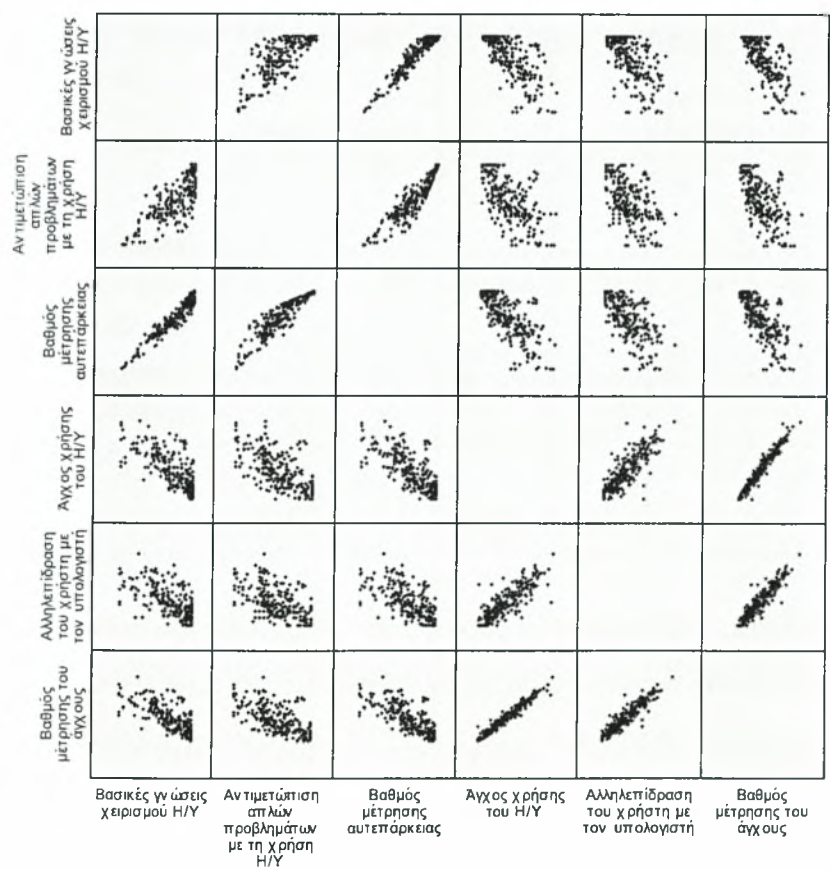 Βασικές γνώσεις
χειρισμού Η/Υ
Αντιμετώπιση
απλών
προβλημάτων
με τη χρήση
Η/Υ
Βαθμός
μέτρησης
αυτεπάρκειας
Άγχος χρήσης
του Η/Υ
Αλληλεπίδραση
του χρήστη με
τον υπολογιστή
Βαθμός
μέτρησης του
άγχους
Βασικές γνώσεις
χειρισμού Η/Υ
Αντιμετώπιση
απλών
προβλημάτων
με τη χρήση
Η/Υ
Βαθμός
μέτρησης
αυτεπάρκειας
Άγχος χρήσης
του Η/Υ
Αλληλεπίδραση
του χρήστη με
τον υπολογιστή
Βαθμός
μέτρησης του
άγχους